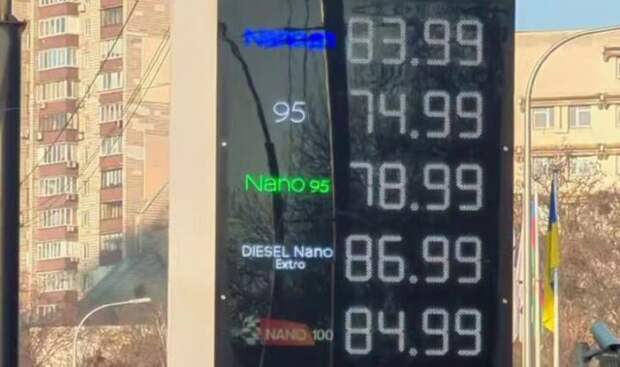 83.99
95 74.99
Nano 95 78.99
DIESEL Nano
Extro 86.99
NANO 100 84.99